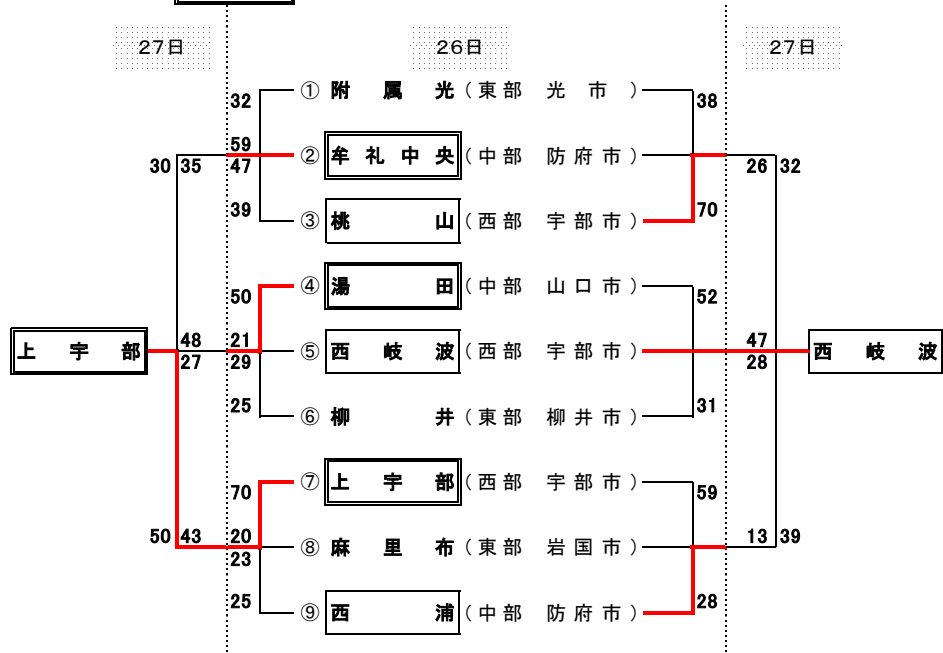 27日 26日 27日
32 ① 附属光 (東部 光市) 38
59
30 35 47 ② 牟礼中央 (中部 防府市) 26 32
39 ③ 桃山 (西部 宇部市) 70
50 ④ 湯田 (中部 山口市) 52
48 21 47
上宇部 27 29 ⑤ 西岐波 (西部 宇部市) 28 西岐波
25 ⑥ 柳井 (東部 柳井市) 31
70 ⑦ 上宇部 (西部 宇部市) 59
50 43 20 13 39
23 ⑧ 麻里布 (東部 岩国市)
25 ⑨ 西浦 (中部 防府市) 28